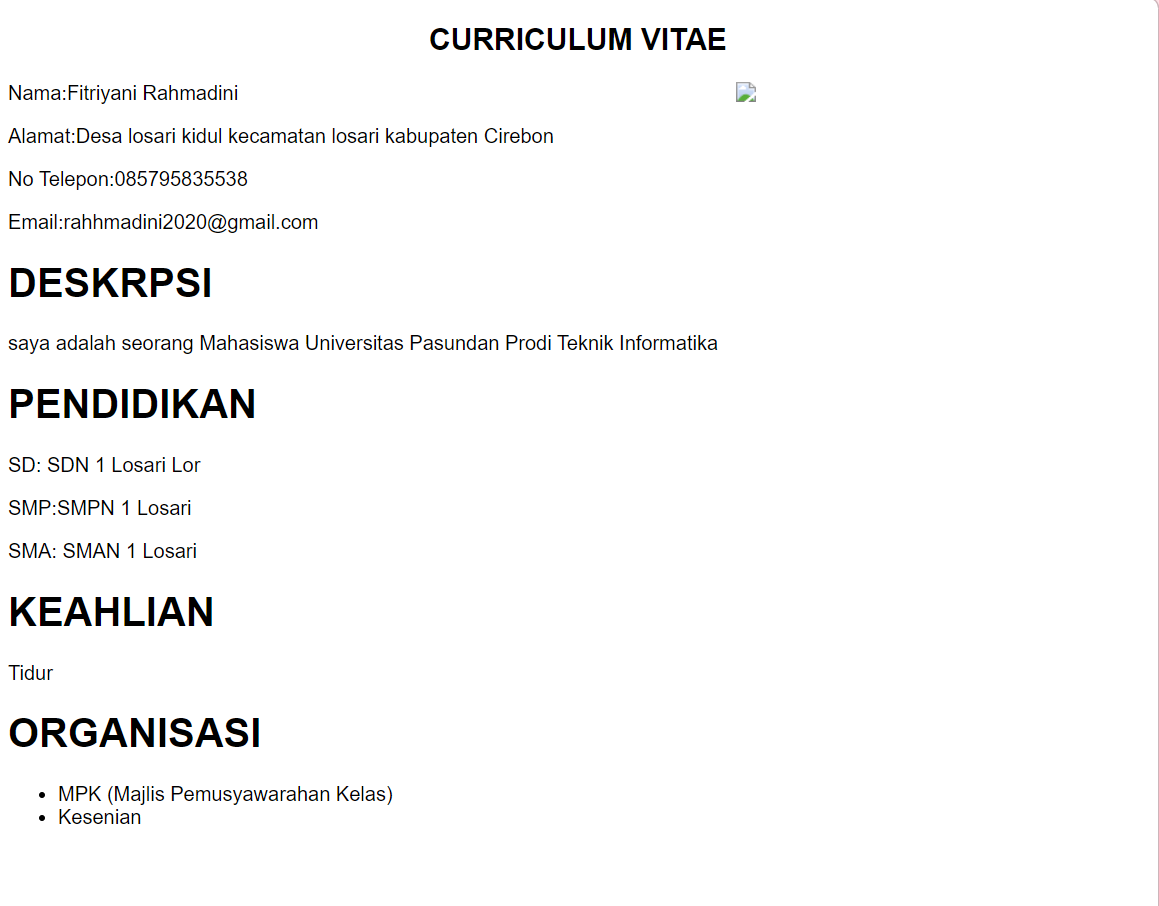 CURRICULUM VITAE
Nama:Fitriyani Rahmadini
Alamat:Desa losari kidul kecamatan losari kabupaten Cirebon
No Telepon:085795835538
Email:rahhmadini2020@gmail.com
DESKRPSI
saya adalah seorang Mahasiswa Universitas Pasundan Prodi Teknik Informatika
PENDIDIKAN
SD: SDN 1 Losari Lor
SMP:SMPN 1 Losari
SMA: SMAN 1 Losari
KEAHLIAN
Tidur
ORGANISASI
• MPK (Majlis Pemusyawarahan Kelas)
• Kesenian